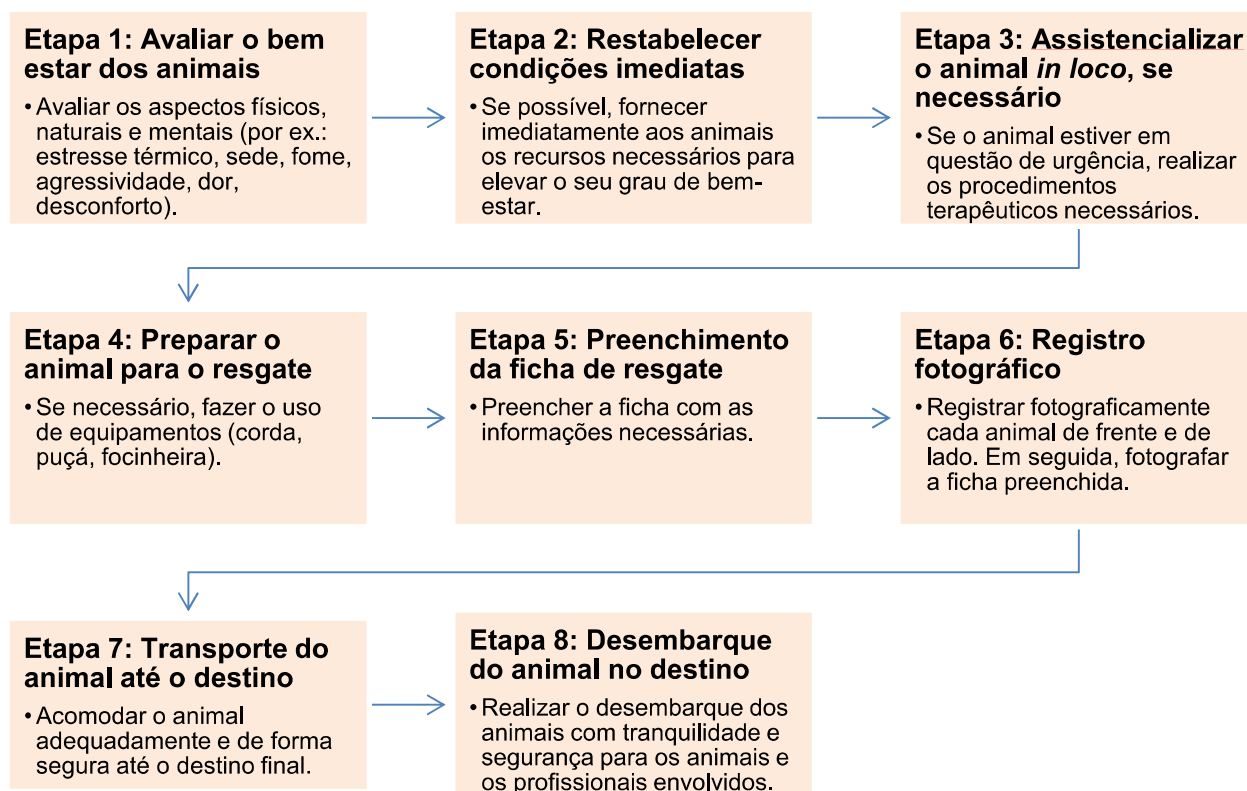 Etapa 1: Avaliar o bem
estar dos animais
• Avaliar os aspectos físicos,
naturais e mentais (por ex.:
estresse térmico, sede, fome,
agressividade, dor,
desconforto).
Etapa 2: Restabelecer
condições imediatas
• Se possível, fornecer
imediatamente aos animais
os recursos necessários para
elevar o seu grau de bem-
estar.
Etapa 3: Assistencializar
o animal in loco, se
necessário
• Se o animal estiver em
questão de urgência, realizar
os procedimentos
terapêuticos necessários.
Etapa 4: Preparar o
animal para o resgate
• Se necessário, fazer o uso
de equipamentos (corda,
puçá, focinheira).
Etapa 5: Preenchimento
da ficha de resgate
• Preencher a ficha com as
informações necessárias.
Etapa 6: Registro
fotográfico
• Registrar fotograficamente
cada animal de frente e de
lado. Em seguida, fotografar
a ficha preenchida.
Etapa 7: Transporte do
animal até o destino
• Acomodar o animal
adequadamente e de forma
segura até o destino final.
Etapa 8: Desembarque
do animal no destino
• Realizar o desembarque dos
animais com tranquilidade e
segurança para os animais e
os profissionais envolvidos.